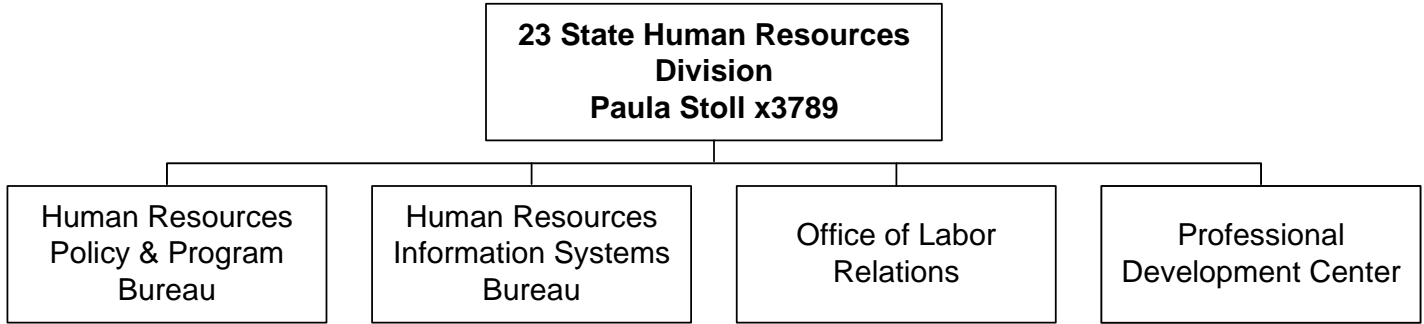 23 State Human Resources
Division
Paula Stoll x3789
Human Resources
Policy & Program
Bureau
Human Resources
Information Systems
Bureau
Office of Labor
Relations
Professional
Development Center